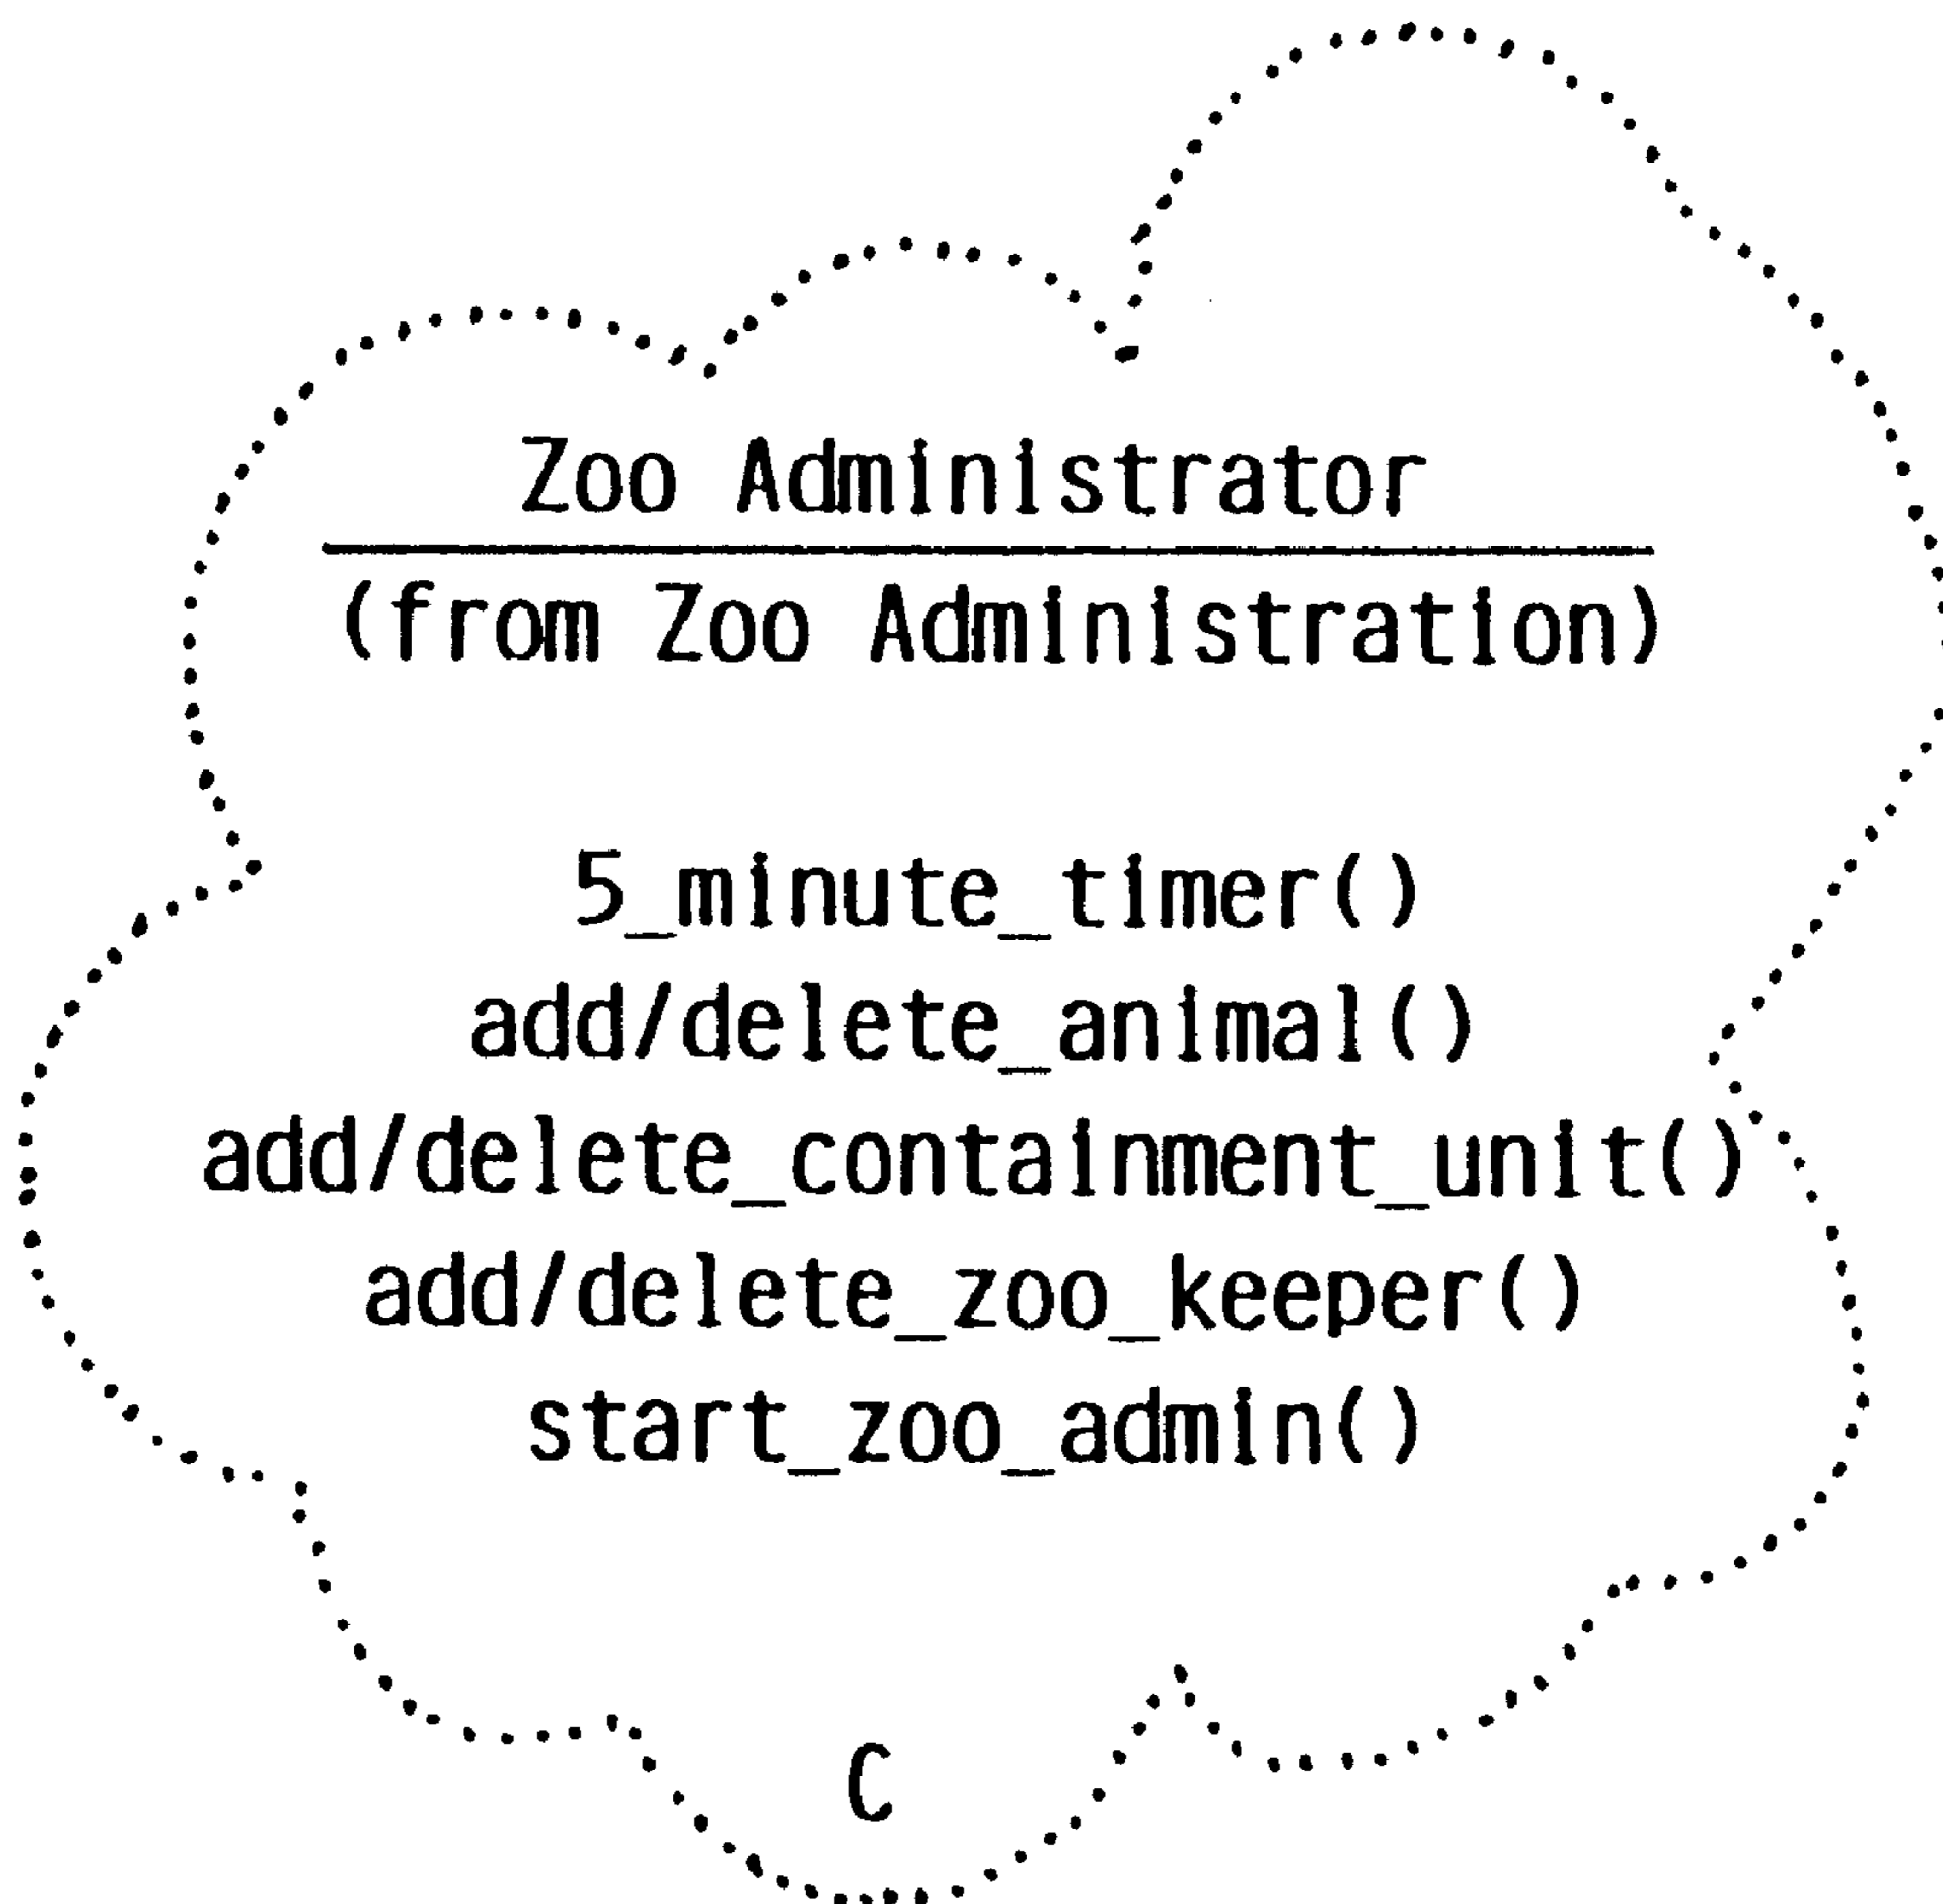 Zoo Administrator
(from Zoo Administration)
5_minute_timer()
add/delete_animal()
add/delete_containment_unit()
add/delete_zoo_keeper()
start_zoo_admin()
C